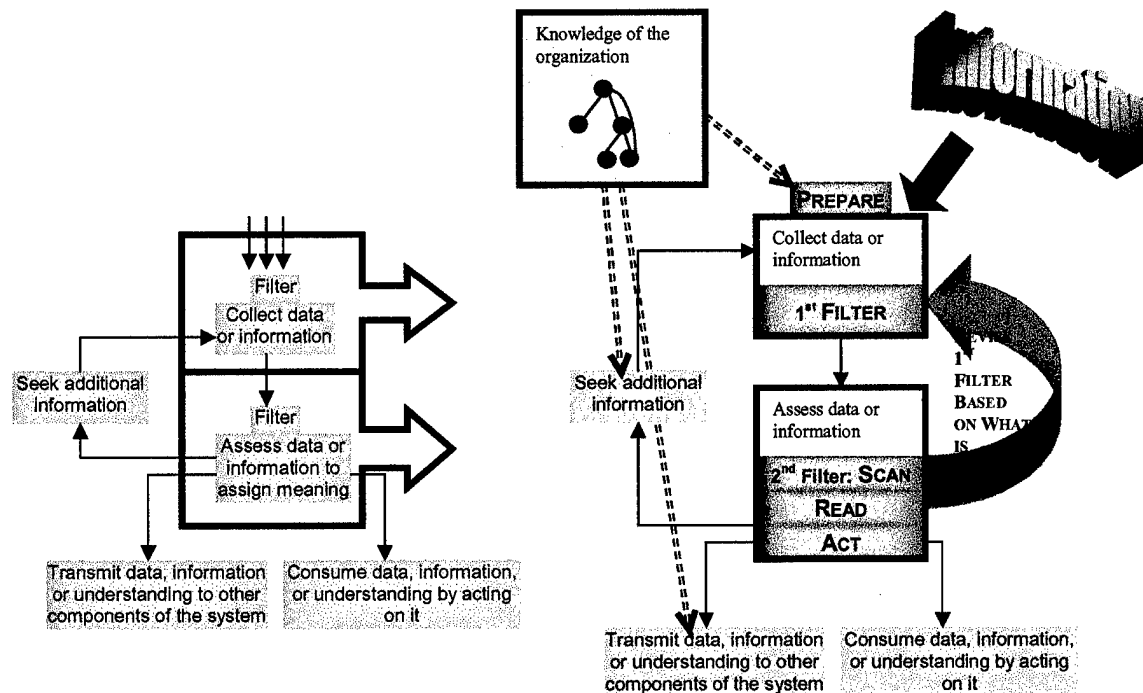 Filter
Collect data
or information
Seek additional
information
Filter
Assess data or
information to
assign meaning
Transmit data, information
or understanding to other
components of the system
Consume data, information,
or understanding by acting
on it
Knowledge of the
organization
Information
PREPARE
Collect data or
information
1st FILTER
Seek additional
information
Assess data or
information
2nd Filter: SCAN
READ
ACT
1st
FILTER
BASED
ON WHAT
IS
Transmit data, information
or understanding to other
components of the system
Consume data, information,
or understanding by acting
on it